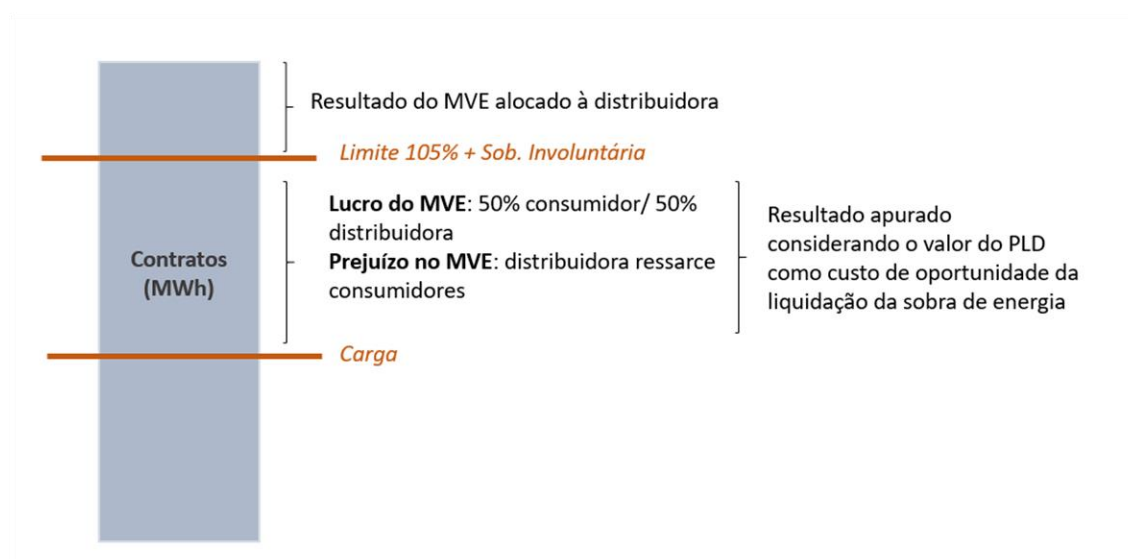 Resultado do MVE alocado à distribuidora
Limite 105% + Sob. Involuntária
Lucro do MVE: 50% consumidor/ 50%
distribuidora
Prejuízo no MVE: distribuidora ressarce
consumidores
Resultado apurado
considerando o valor do PLD
como custo de oportunidade da
liquidação da sobra de energia
Contratos
(MWh)
Carga